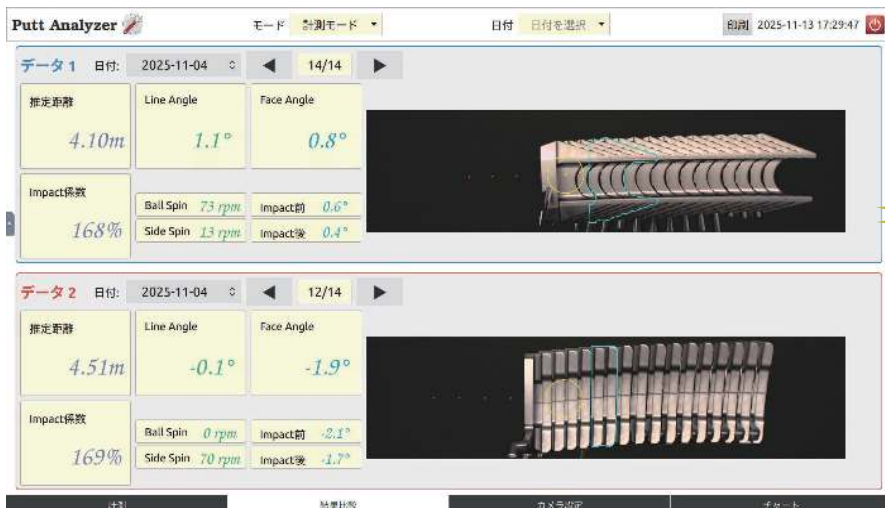 Putt Analyzer モード 計測モード 日付 日付を選択 印刷 2025-11-13 17:29:47
データ 1 日付: 2025-11-04 14/14
推定距離 Line Angle Face Angle
4.10m 1.1° 0.8°
Impact係数
Ball Spin 73 rpm Impact前 0.6°
168% Side Spin 13 rpm Impact後 0.4°
データ 2 日付: 2025-11-04 12/14
推定距離 Line Angle Face Angle
4.51m -0.1° -1.9°
Impact係数
Ball Spin 0 rpm Impact前 -2.1°
169% Side Spin 70 rpm Impact後 -1.7°
計測 結果比較 カメラ設定 チャート